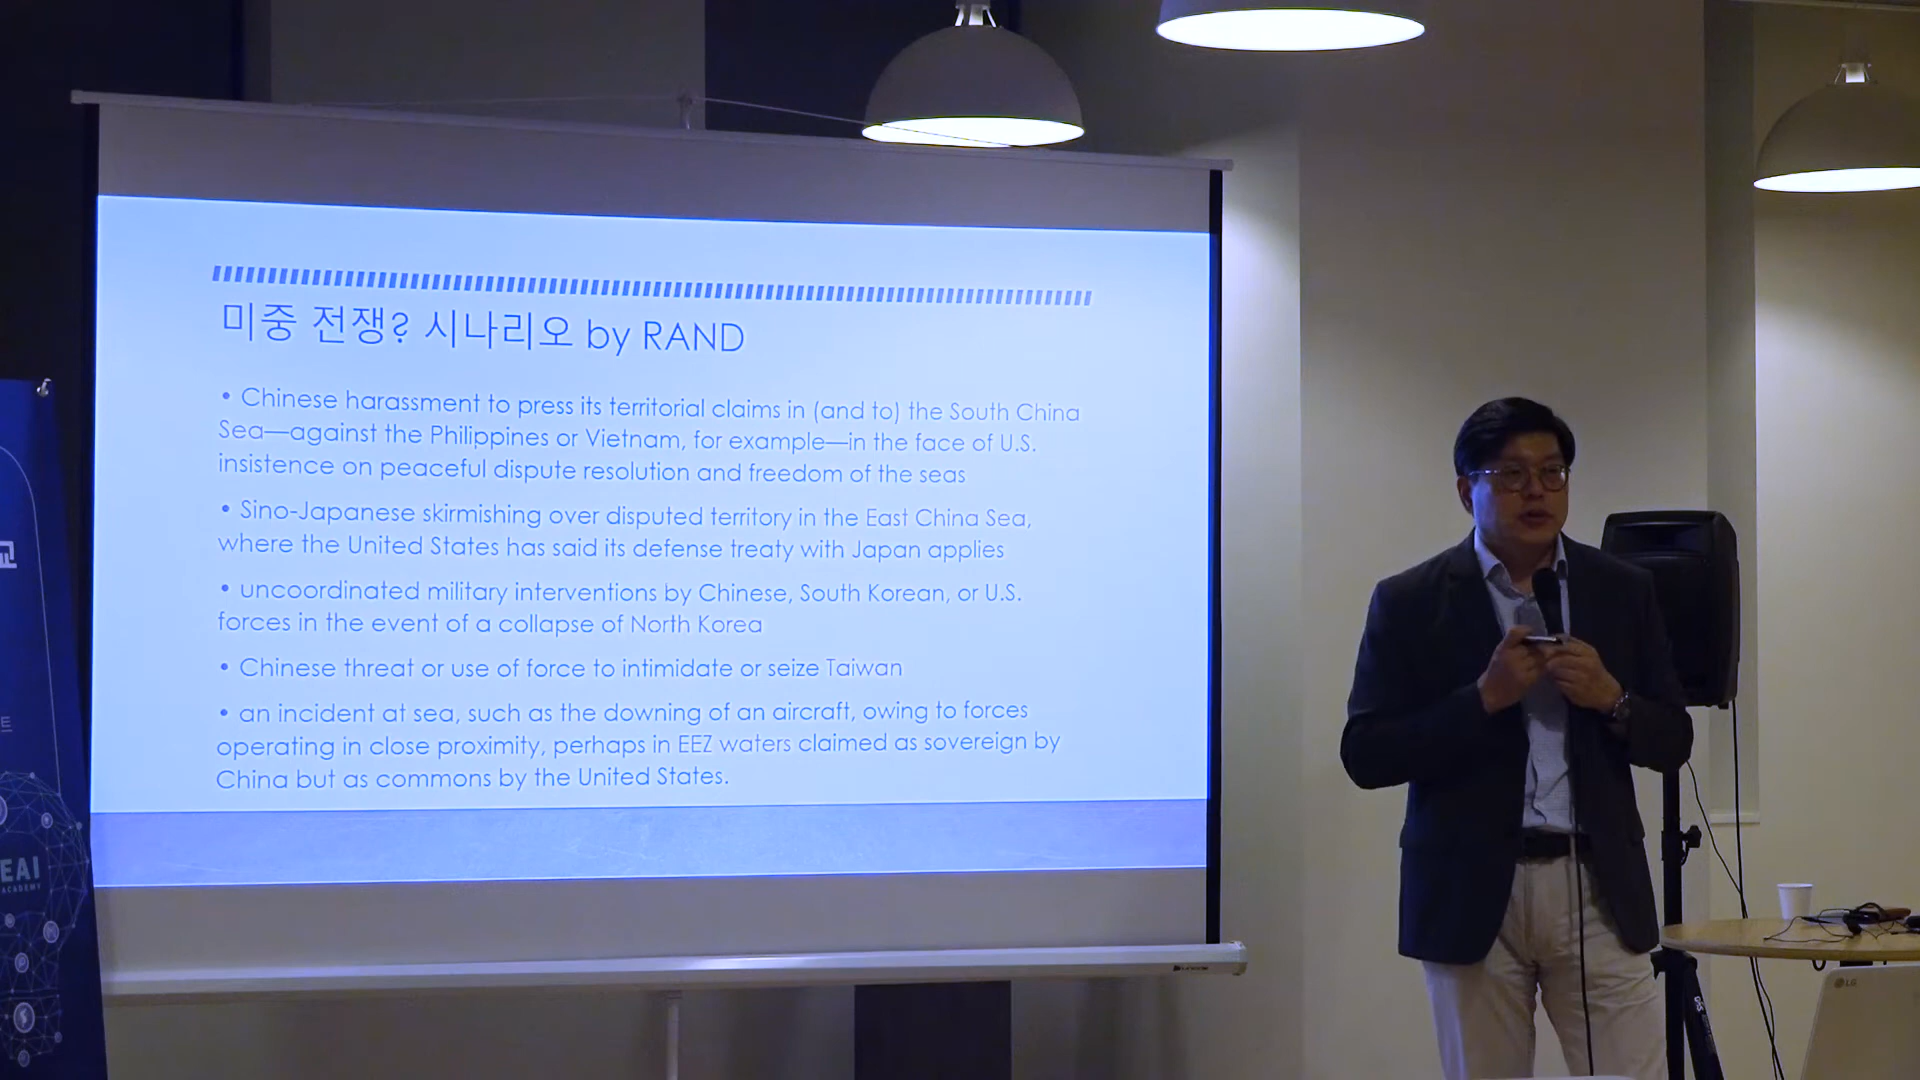 미중 전쟁? 시나리오 by RAND
• Chinese harassment to press its territorial claims in (and to) the South China
Sea—against the Philippines or Vietnam, for example—in the face of U.S.
insistence on peaceful dispute resolution and freedom of the seas
• Sino-Japanese skirmishing over disputed territory in the East China Sea,
where the United States has said its defense treaty with Japan applies
• uncoordinated military interventions by Chinese, South Korean, or U.S.
forces in the event of a collapse of North Korea
• Chinese threat or use of force to intimidate or seize Taiwan
• an incident at sea, such as the downing of an aircraft, owing to forces
operating in close proximity, perhaps in EEZ waters claimed as sovereign by
China but as commons by the United States.
교
트
EAI
ACADEMY
LG